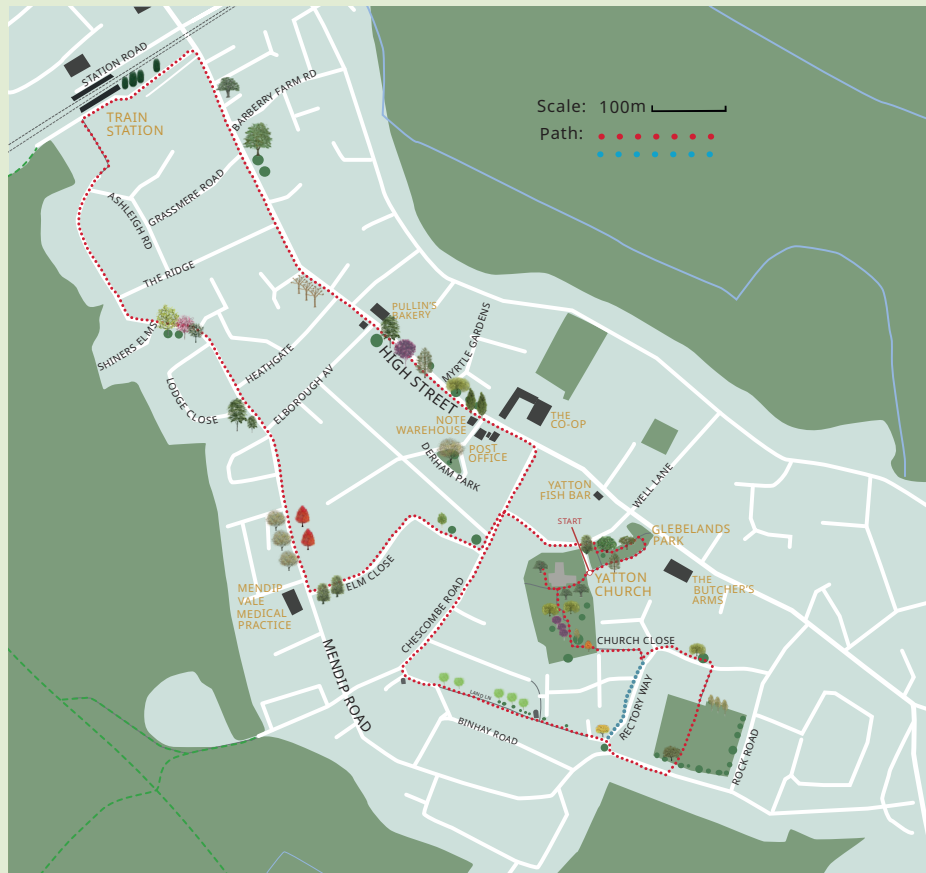 STATION ROAD
Scale: 100m
Path:
BARBERRY FARM RD
TRAIN
STATION
GRASSMERE ROAD
ASHLEIGH RD
THE RIDGE
PULLIN'S
BAKERY
SHINERS ELMS
HEATHGATE
MYRTLE GARDENS
HIGH STREET
LODGE CLOSE
ELBOROUGH AV
NOTE
WAREHOUSE
THE
CO-OP
POST
OFFICE
DERHAM PARK
YATTON
FISH BAR
WELL LANE
START
GLEBELANDS
PARK
ELM CLOSE
YATTON
CHURCH
THE
BUTCHER'S
ARMS
MENDIP
VALE
MEDICAL
PRACTICE
CHESCOMBE ROAD
CHURCH CLOSE
MENDIP ROAD
LANG LN
RECTORY WAY
BINHAY ROAD
ROCK ROAD